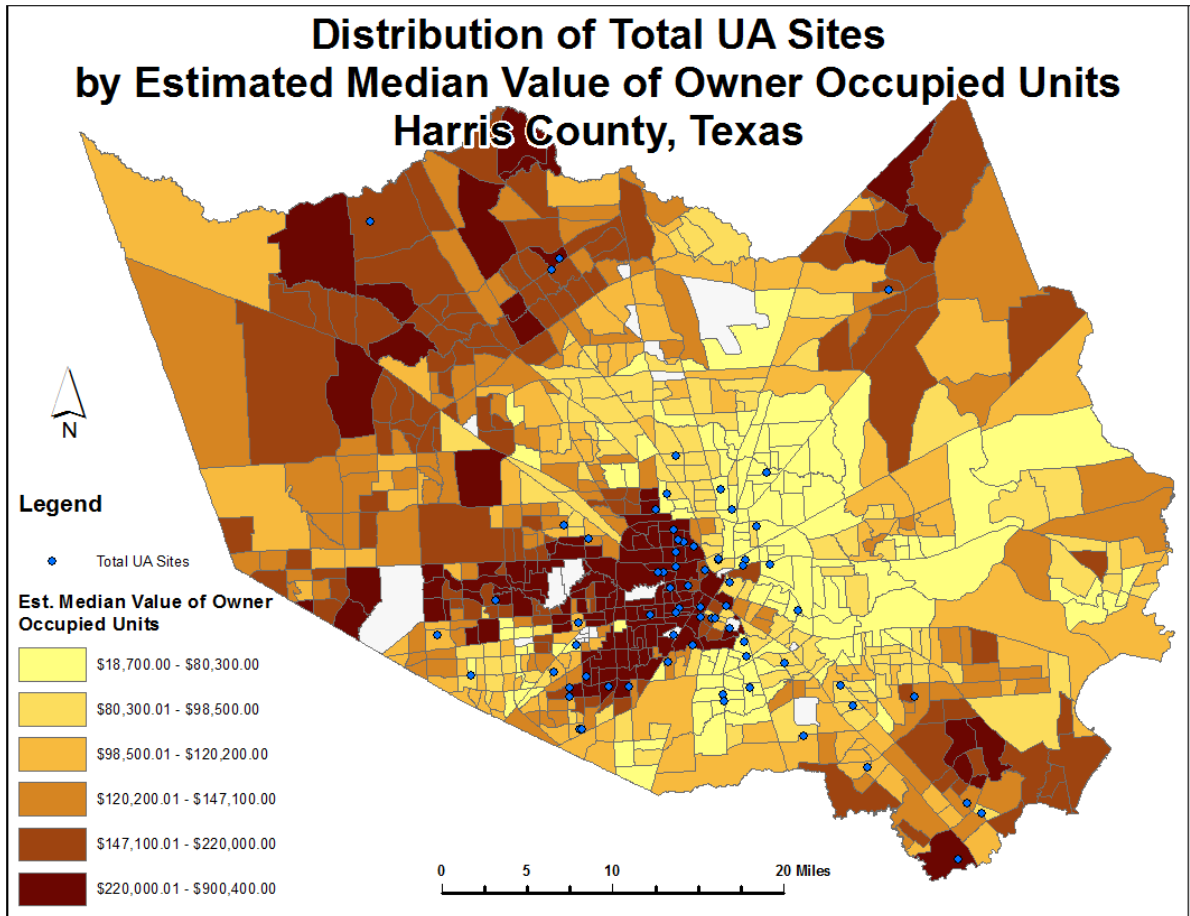 Distribution of Total UA Sites
by Estimated Median Value of Owner Occupied Units
Harris County, Texas
N
Legend
Total UA Sites
Est. Median Value of Owner
Occupied Units
$18,700.00 - $80,300.00
$80,300.01 - $98,500.00
$98,500.01 - $120,200.00
$120,200.01 - $147,100.00
$147,100.01 - $220,000.00
$220,000.01 - $900,400.00
0 5 10 20 Miles